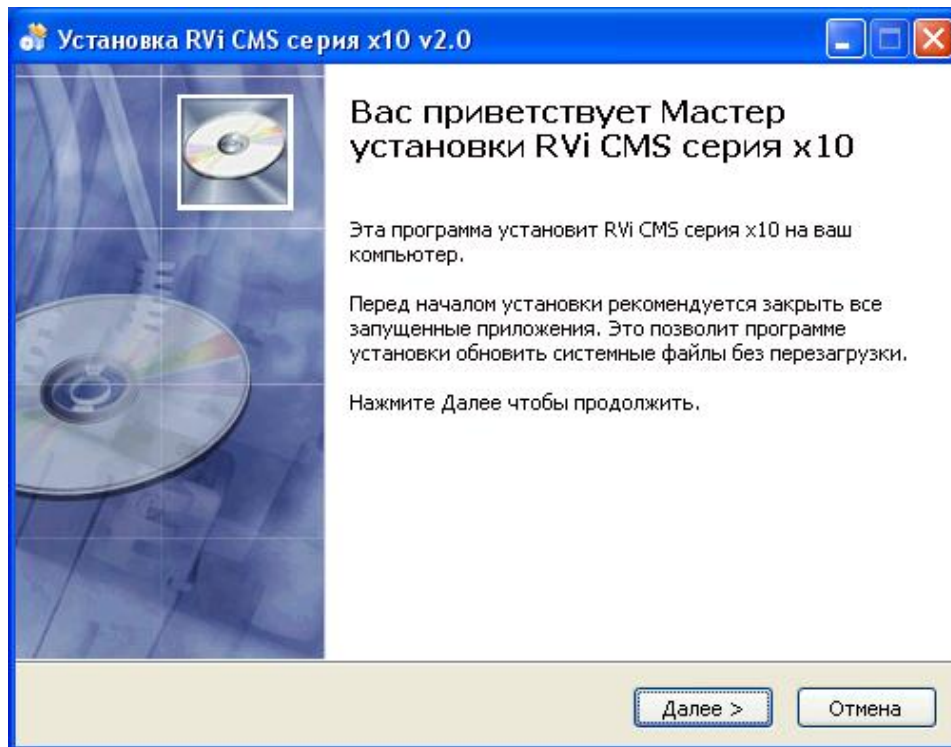 Установка RVi CMS серия x10 v2.0
Вас приветствует Мастер
установки RVi CMS серия x10
Эта программа установит RVi CMS серия x10 на ваш
компьютер.
Перед началом установки рекомендуется закрыть все
запущенные приложения. Это позволит программе
установки обновить системные файлы без перезагрузки.
Нажмите Далее чтобы продолжить.
Далее >
Отмена